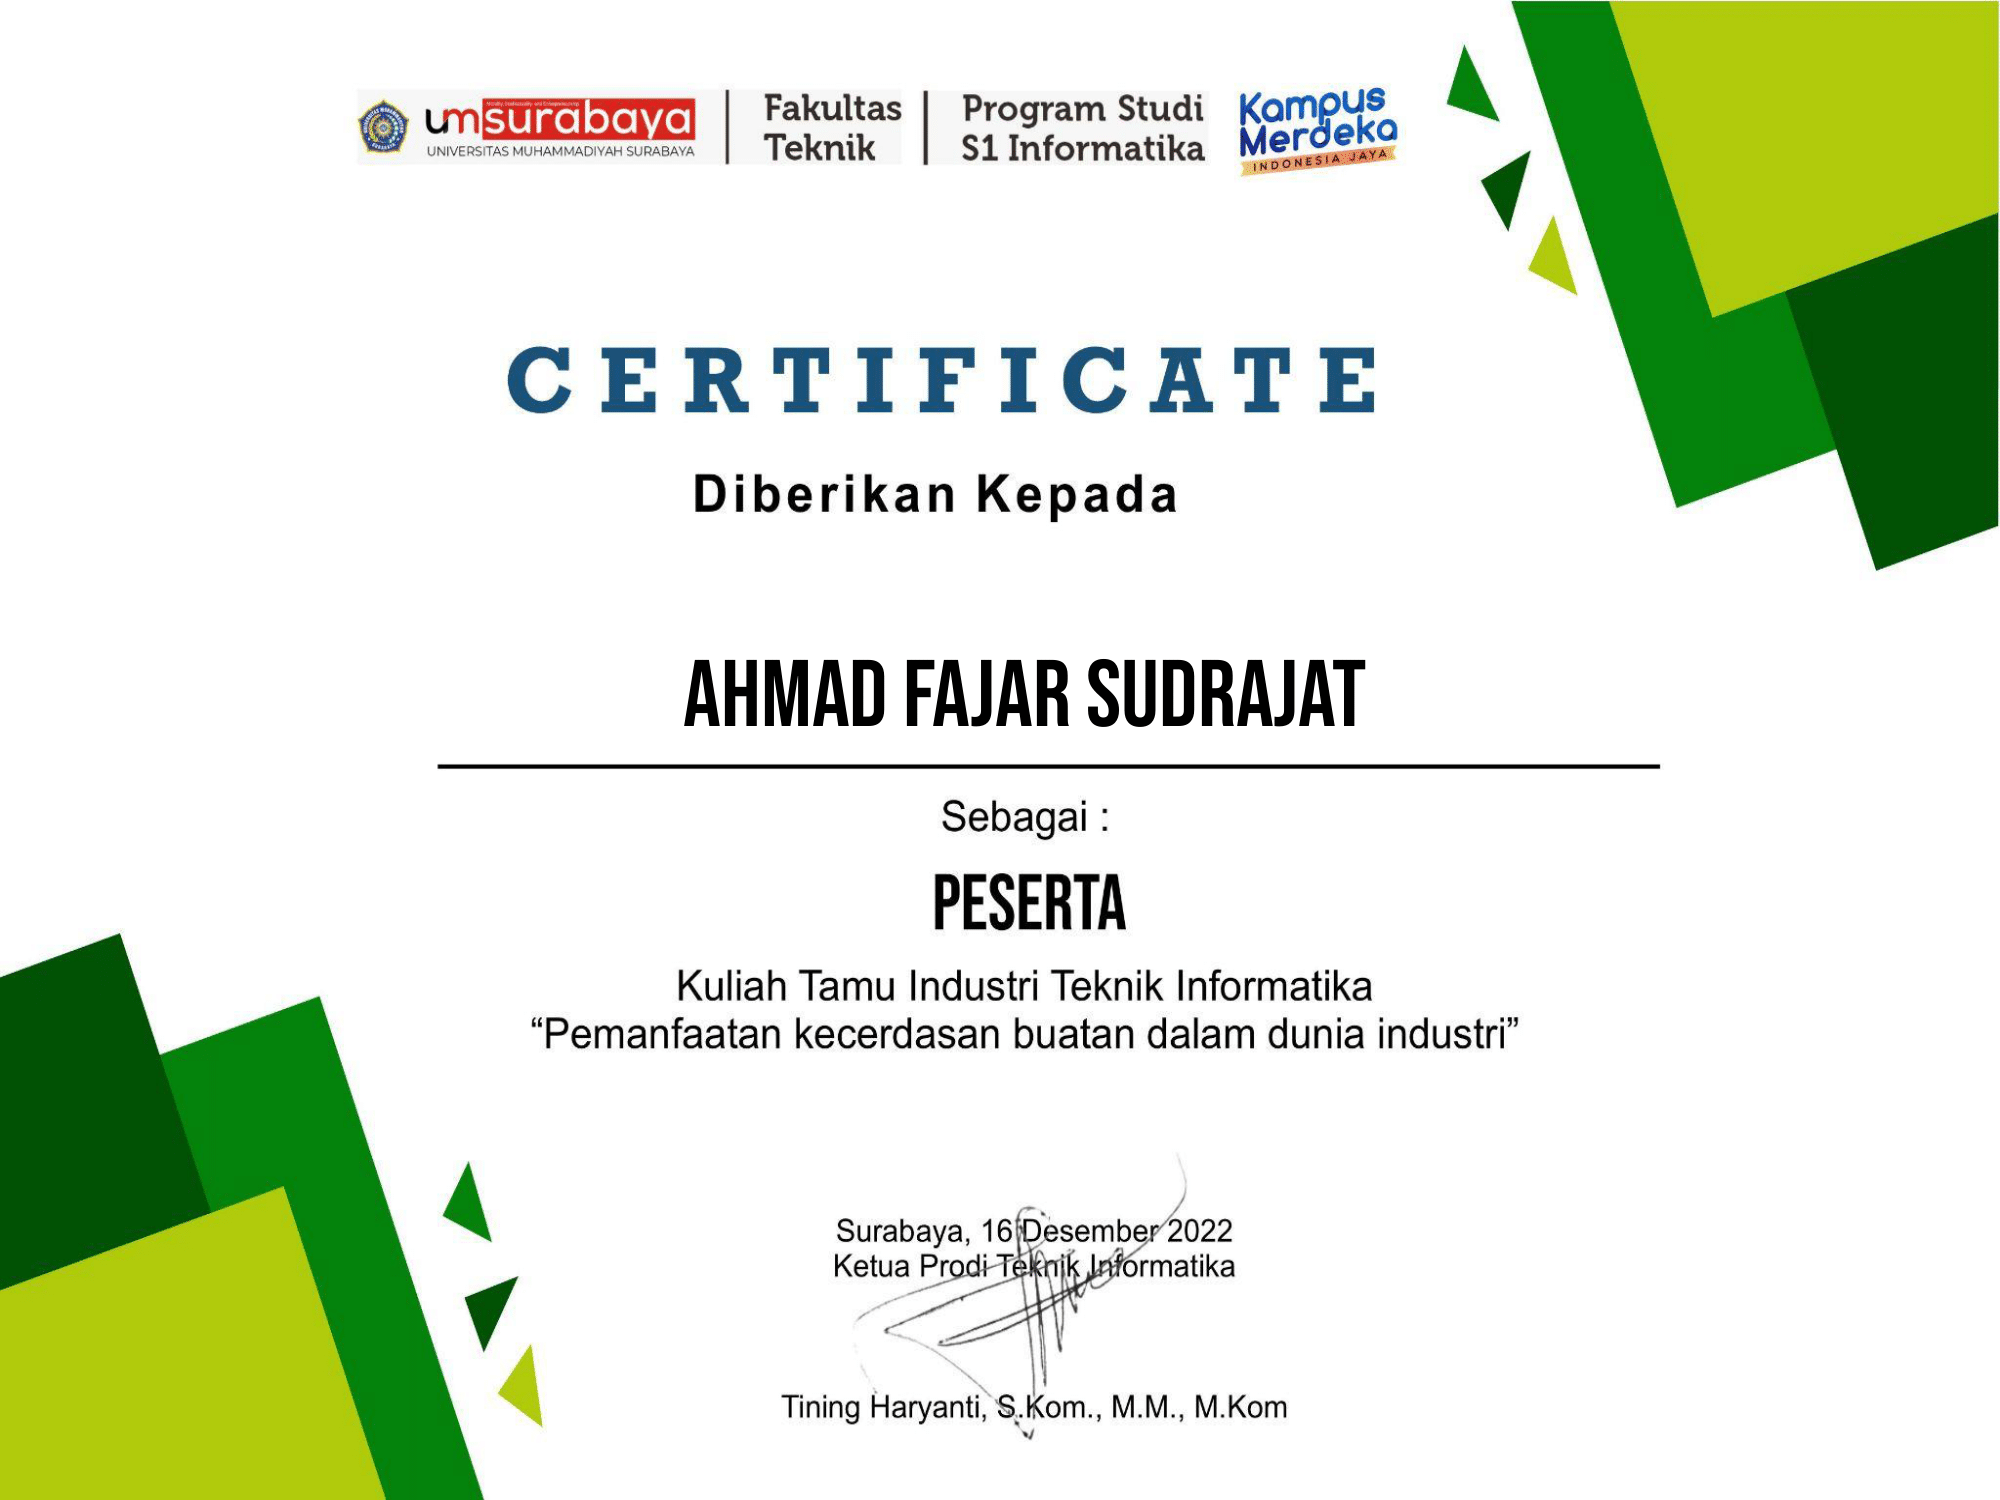 umsurabaya
UNIVERSITAS MUHAMMADIYAH SURABAYA
Fakultas
Teknik
Program Studi
S1 Informatika
Kampus
Merdeka
INDONESIA JAYA
CERTIFICATE
Diberikan Kepada
AHMAD FAJAR SUDRAJAT
Sebagai :
PESERTA
Kuliah Tamu Industri Teknik Informatika
“Pemanfaatan kecerdasan buatan dalam dunia industri”
Surabaya, 16 Desember 2022
Ketua Prodi Teknik Informatika
Tining Haryanti, S.Kom., M.M., M.Kom